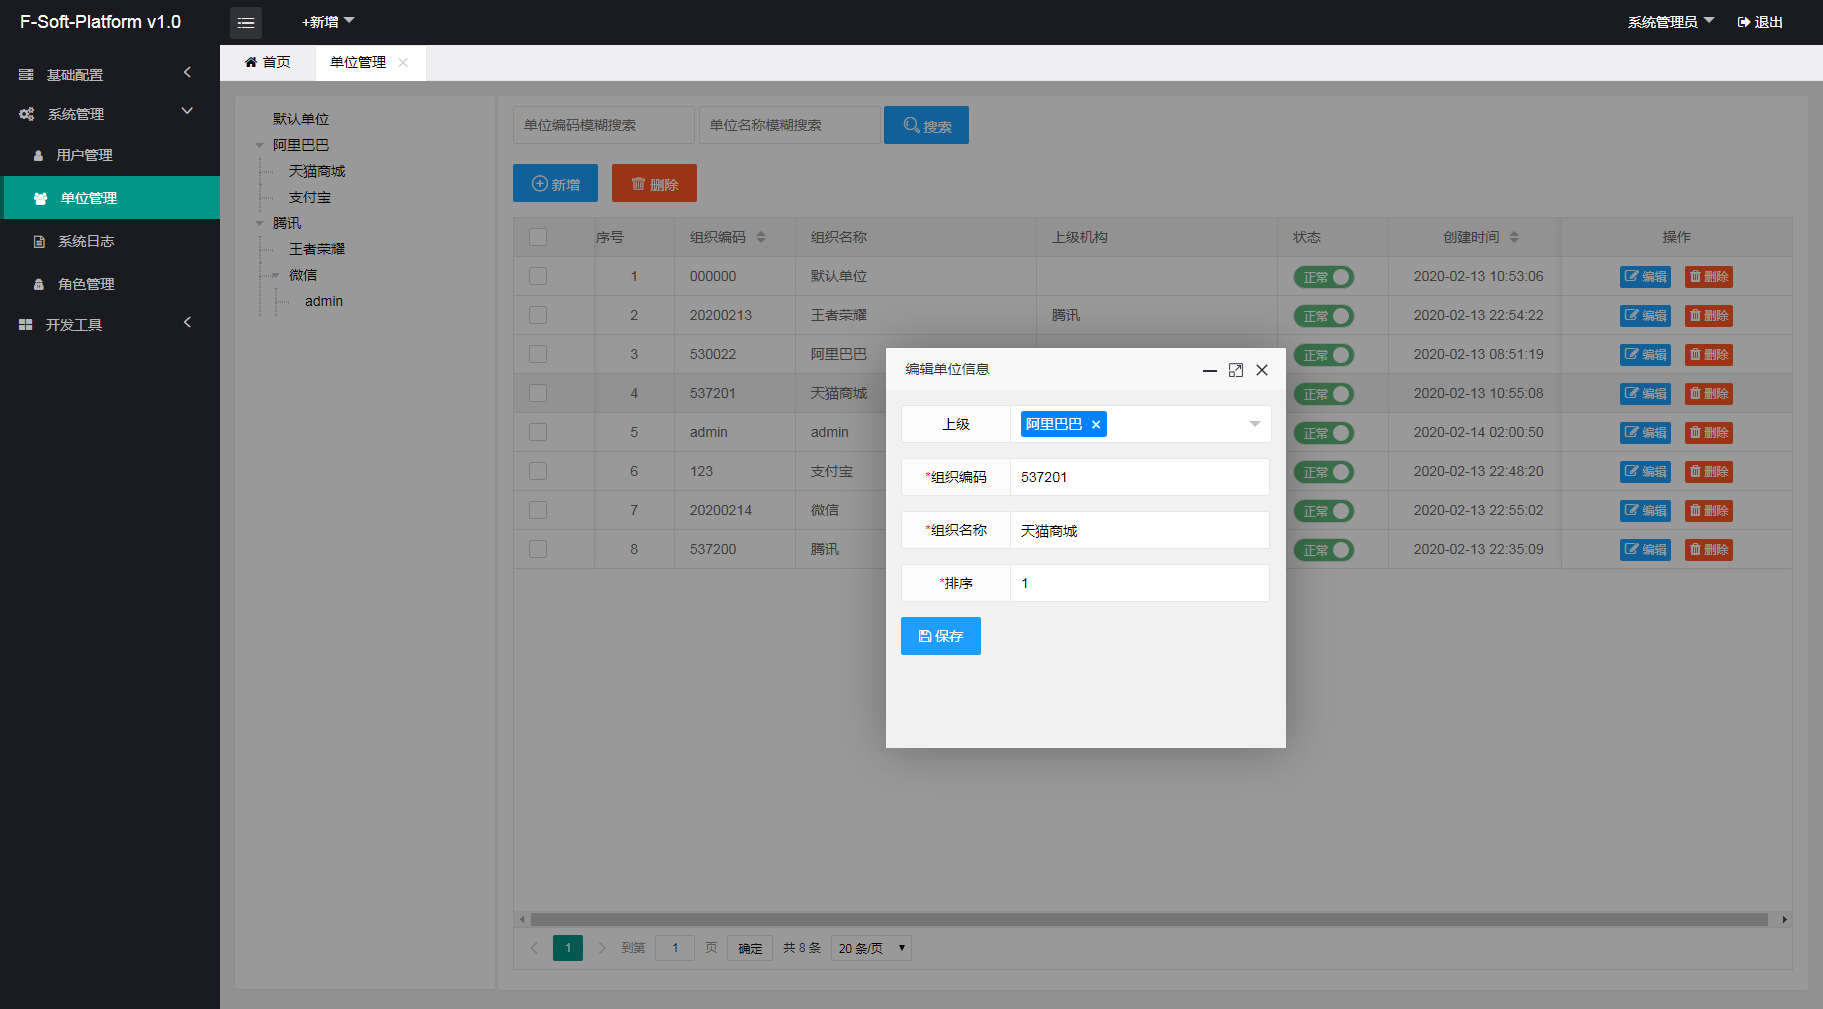 F-Soft-Platform v1.0
+新增
系统管理员
退出
基础配置
系统管理
用户管理
单位管理
系统日志
角色管理
开发工具
首页
单位管理
默认单位
阿里巴巴
天猫商城
支付宝
腾讯
王者荣耀
微信
admin
单位编码模糊搜索 单位名称模糊搜索 搜索
新增 删除
序号 组织编码 组织名称 上级机构 状态 创建时间 操作
1 000000 默认单位 正常 2020-02-13 10:53:06 编辑 删除
2 20200213 王者荣耀 腾讯 正常 2020-02-13 22:54:22 编辑 删除
3 530022 阿里巴巴 正常 2020-02-13 08:51:19 编辑 删除
4 537201 天猫商城 正常 2020-02-13 10:55:08 编辑 删除
5 admin admin 正常 2020-02-14 02:00:50 编辑 删除
6 123 支付宝 正常 2020-02-13 22:48:20 编辑 删除
7 20200214 微信 正常 2020-02-13 22:55:02 编辑 删除
8 537200 腾讯 正常 2020-02-13 22:35:09 编辑 删除
编辑单位信息
上级 阿里巴巴
*组织编码 537201
*组织名称 天猫商城
*排序 1
保存
1 到第 1 页 确定 共 8 条 20 条/页